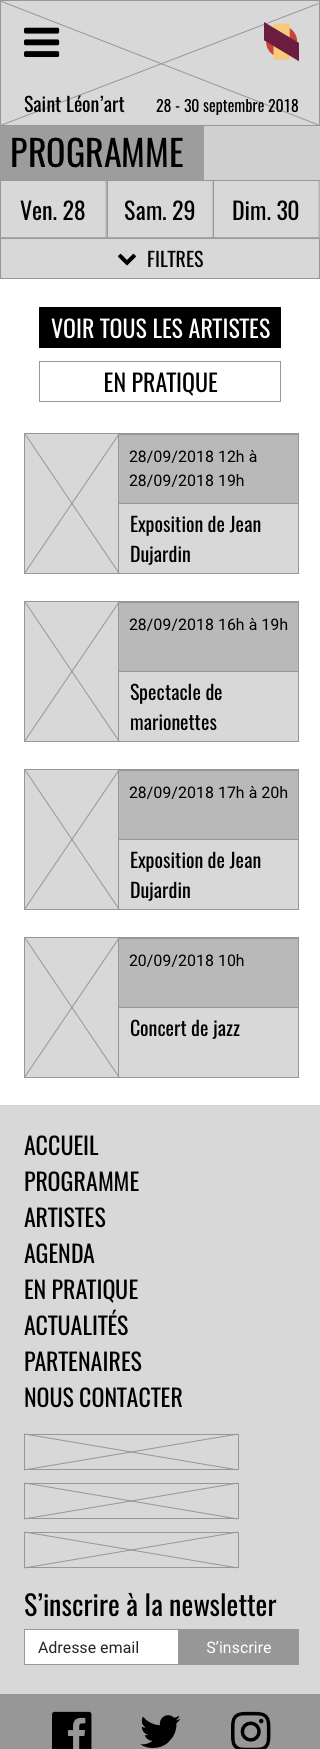 Saint Léon’art 28 - 30 septembre 2018
PROGRAMME
Ven. 28 Sam. 29 Dim. 30
FILTRES
VOIR TOUS LES ARTISTES
EN PRATIQUE
28/09/2018 12h à
28/09/2018 19h
Exposition de Jean
Dujardin
28/09/2018 16h à 19h
Spectacle de
marionettes
28/09/2018 17h à 20h
Exposition de Jean
Dujardin
20/09/2018 10h
Concert de jazz
ACCUEIL
PROGRAMME
ARTISTES
AGENDA
EN PRATIQUE
ACTUALITÉS
PARTENAIRES
NOUS CONTACTER
S’inscrire à la newsletter
Adresse email S’inscrire